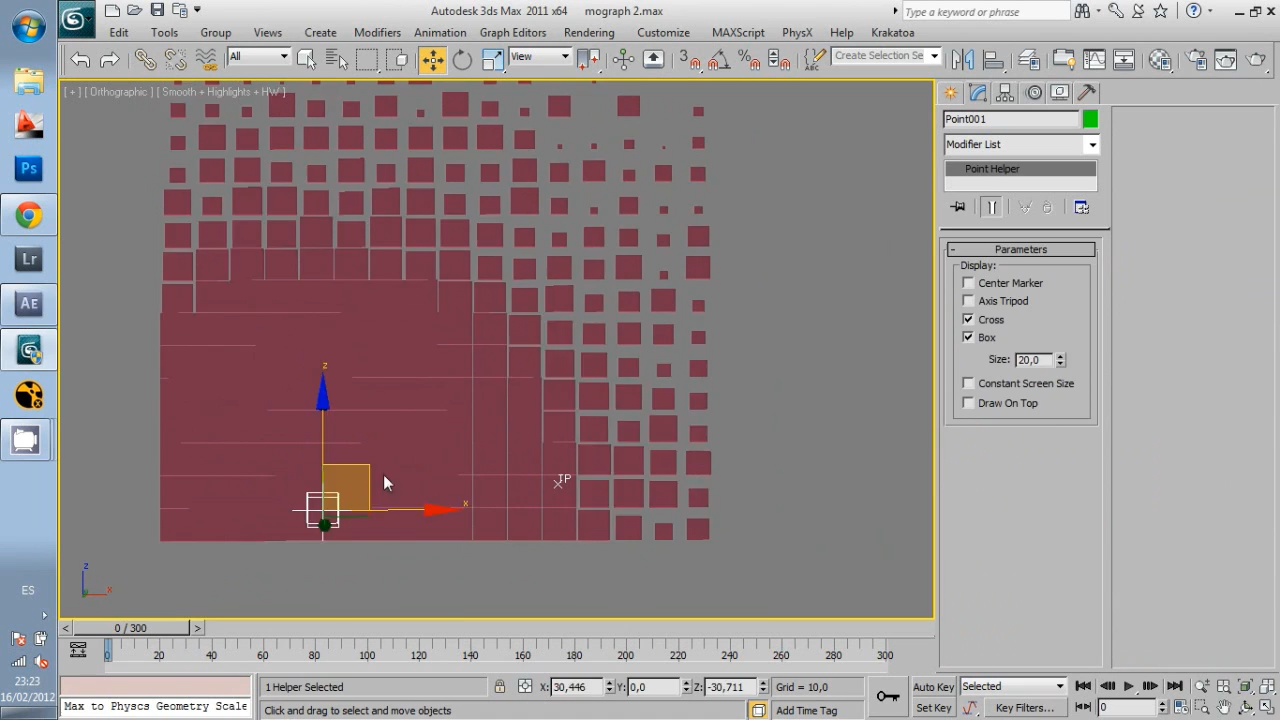 Autodesk 3ds Max 2011 x64 mograph 2.max
Type a keyword or phrase
Edit Tools Group Views Create Modifiers Animation Graph Editors Rendering Customize MAXScript PhysX Help Krakatoa
All View Create Selection Se
[ + ] [ Orthographic ] [ Smooth + Highlights + HW ]
Point001
Modifier List
Point Helper
- Parameters
Display:
Center Marker
Axis Tripod
Cross
Box
Size: 20,0
Constant Screen Size
Draw On Top
Ps
Lr
AE
z
x
TP
z
x
ES
23:23
16/02/2012
< 0 / 300 >
0 20 40 60 80 100 120 140 160 180 200 220 240 260 280 300
1 Helper Selected X: 30,446 Y: 0,0 Z: -30,711 Grid = 10,0 Auto Key Selected
Max to Physcs Geometry Scale Click and drag to select and move objects Add Time Tag Set Key Key Filters... 0